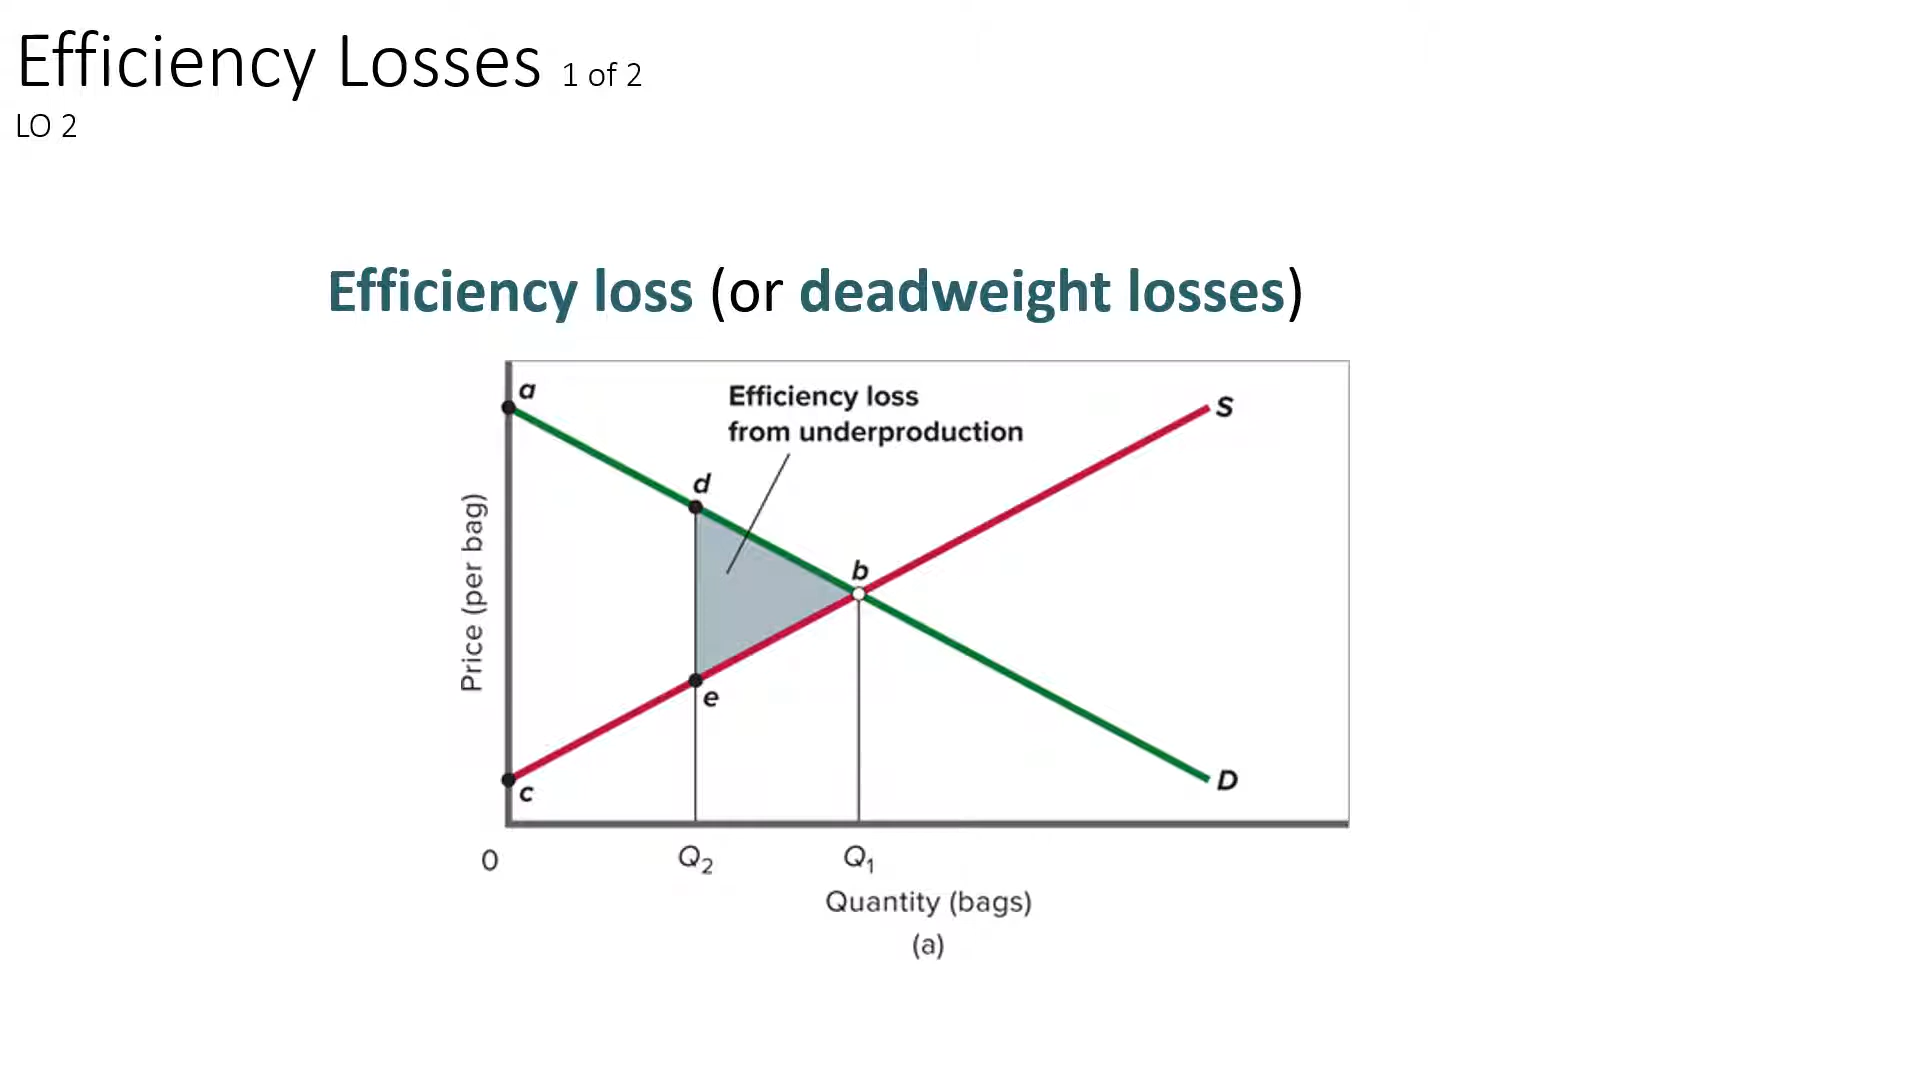 Efficiency Losses 1 of 2
LO 2
Efficiency loss (or deadweight losses)
a
Efficiency loss
from underproduction
S
d
b
Price (per bag)
e
D
c
0
Q₂
Q₁
Quantity (bags)
(a)